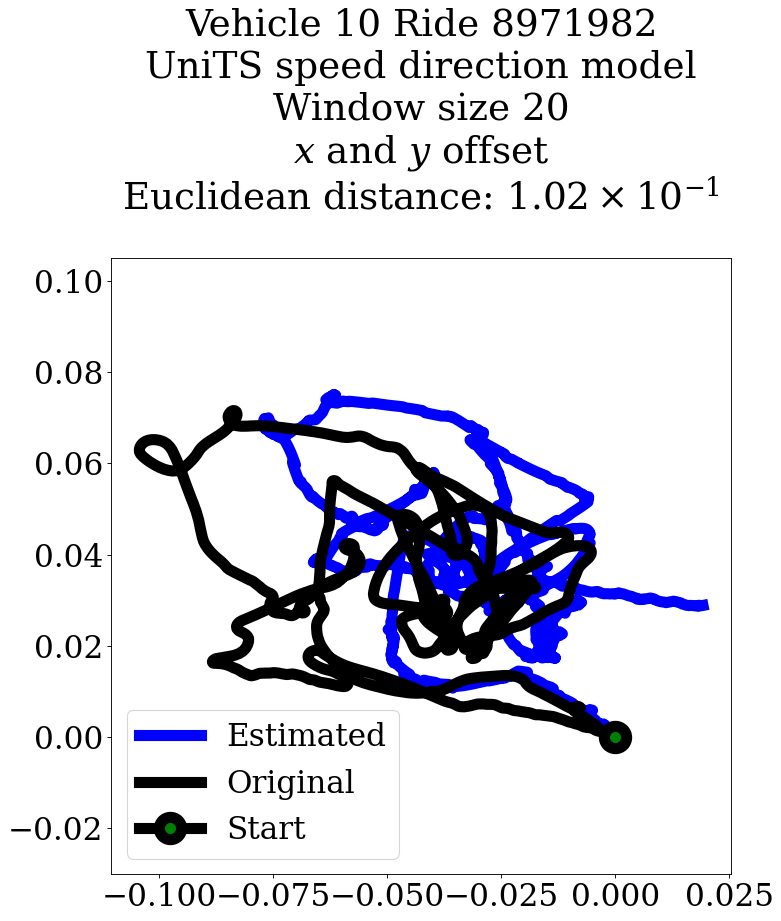 Vehicle 10 Ride 8971982
UniTS speed direction model
Window size 20
x and y offset
Euclidean distance: 1.02 × 10⁻¹
0.10
0.08
0.06
0.04
0.02
0.00
−0.02
Estimated
Original
Start
−0.100 −0.075 −0.050 −0.025 0.000 0.025